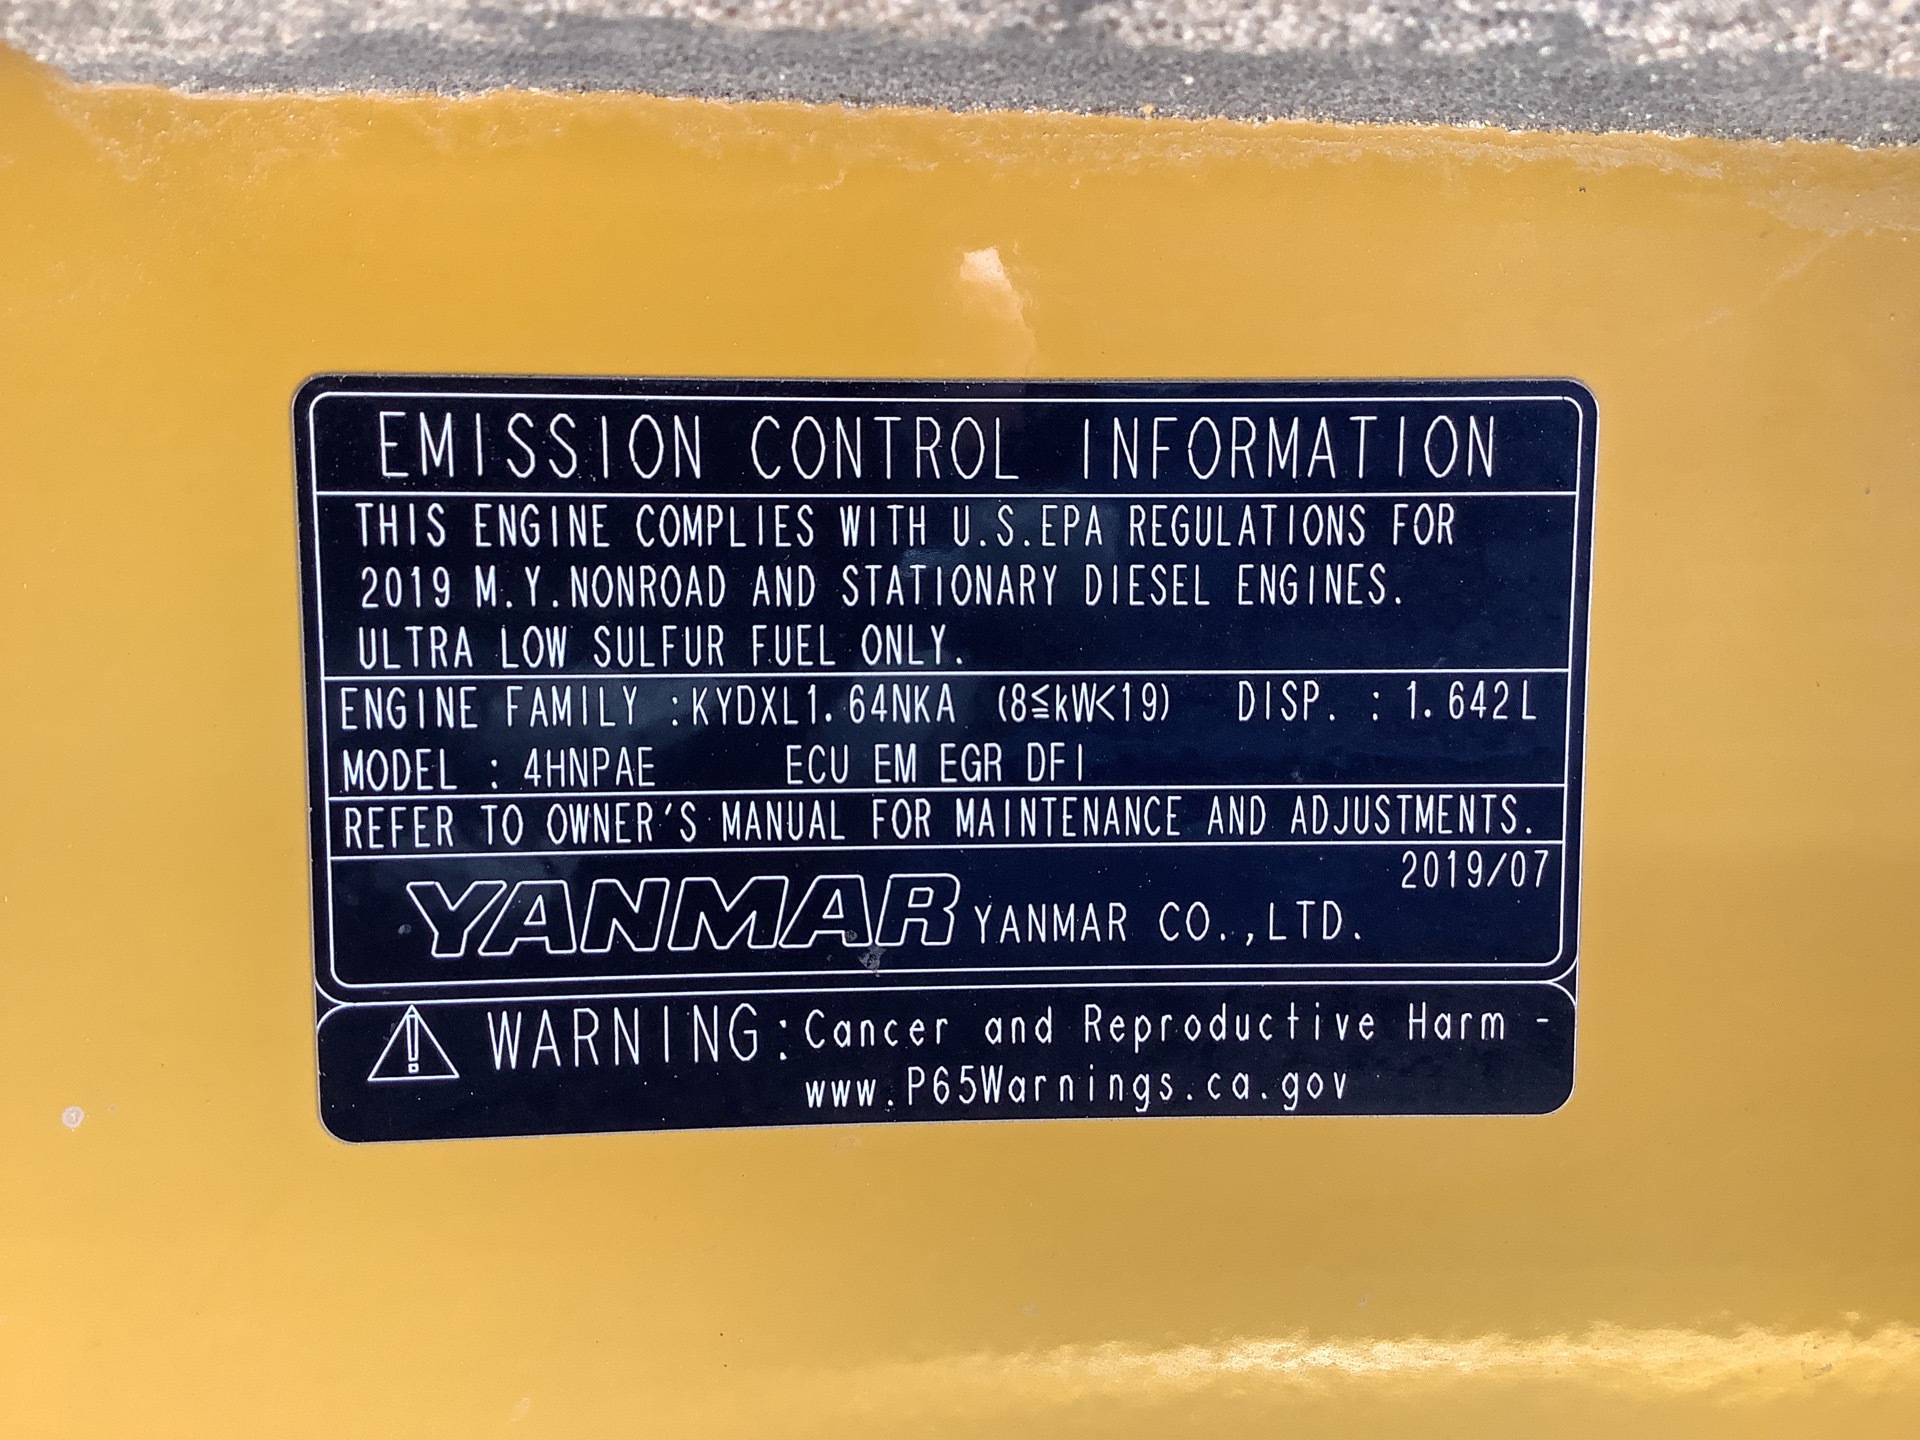 EMISSION CONTROL INFORMATION
THIS ENGINE COMPLIES WITH U.S.EPA REGULATIONS FOR
2019 M.Y.NONROAD AND STATIONARY DIESEL ENGINES.
ULTRA LOW SULFUR FUEL ONLY.
ENGINE FAMILY :KYDXL1.64NKA (8≦kW<19) DISP. : 1.642L
MODEL : 4HNPAE ECU EM EGR DFI
REFER TO OWNER'S MANUAL FOR MAINTENANCE AND ADJUSTMENTS.
2019/07
YANMAR YANMAR CO.,LTD.
WARNING:Cancer and Reproductive Harm -
www.P65Warnings.ca.gov